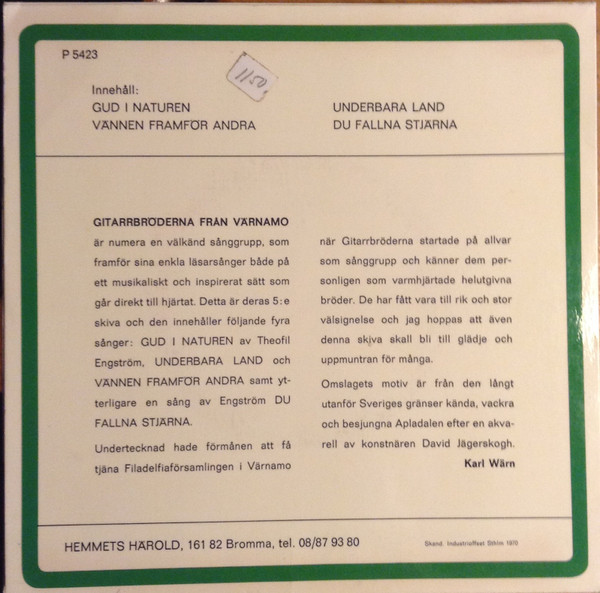 P 5423
1150
Innehåll:
GUD I NATUREN
VÄNNEN FRAMFÖR ANDRA
UNDERBARA LAND
DU FALLNA STJÄRNA
GITARRBRÖDERNA FRÅN VÄRNAMO
är numera en välkänd sånggrupp, som
framför sina enkla läsarsånger både på
ett musikaliskt och inspirerat sätt som
går direkt till hjärtat. Detta är deras 5:e
skiva och den innehåller följande fyra
sånger: GUD I NATUREN av Theofil
Engström, UNDERBARA LAND och
VÄNNEN FRAMFÖR ANDRA samt yt-
terligare en sång av Engström DU
FALLNA STJÄRNA.
Undertecknad hade förmånen att få
tjäna Filadelfiaförsamlingen i Värnamo
när Gitarrbröderna startade på allvar
som sånggrupp och känner dem per-
sonligen som varmhjärtade helutgivna
bröder. De har fått vara till rik och stor
välsignelse och jag hoppas att även
denna skiva skall bli till glädje och
uppmuntran för många.
Omslagets motiv är från den långt
utanför Sveriges gränser kända, vackra
och besjungna Apladalen efter en akva-
rell av konstnären David Jägerskogh.
Karl Wärn
HEMMETS HÄROLD, 161 82 Bromma, tel. 08/87 93 80
Skand. Industrioffset Sthlm 1970